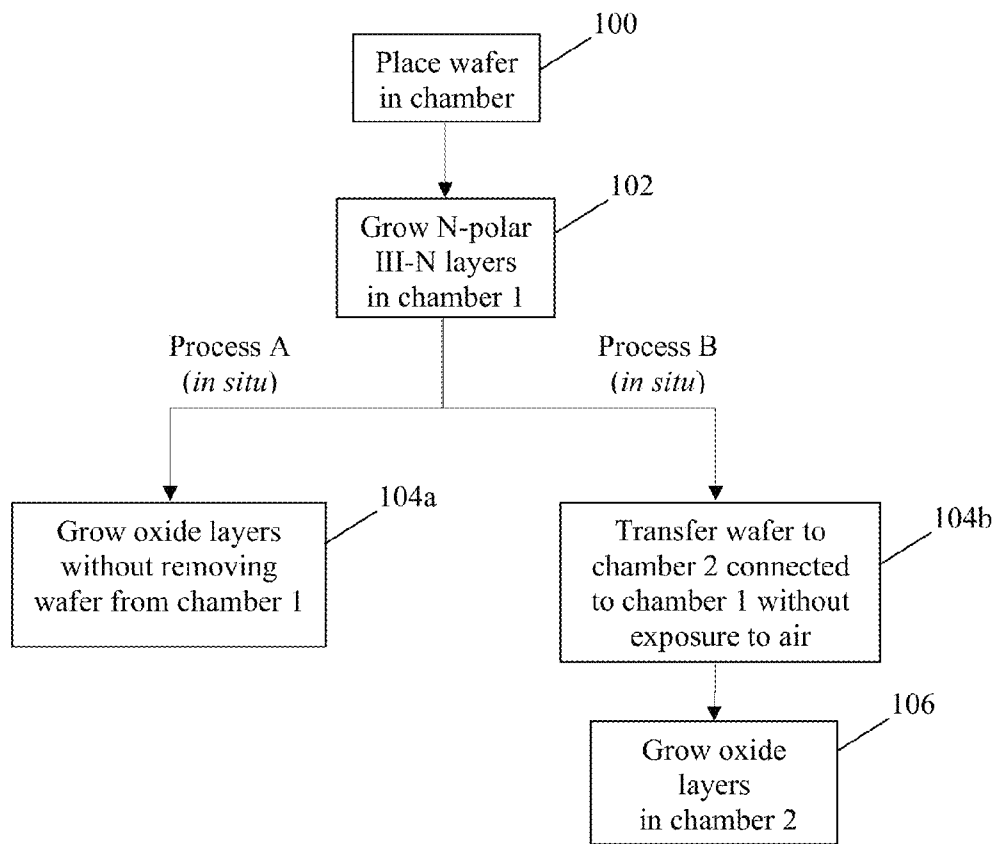 100
Place wafer
in chamber
102
Grow N-polar
III-N layers
in chamber 1
Process A
(in situ)
Process B
(in situ)
104a
Grow oxide layers
without removing
wafer from chamber 1
104b
Transfer wafer to
chamber 2 connected
to chamber 1 without
exposure to air
106
Grow oxide
layers
in chamber 2